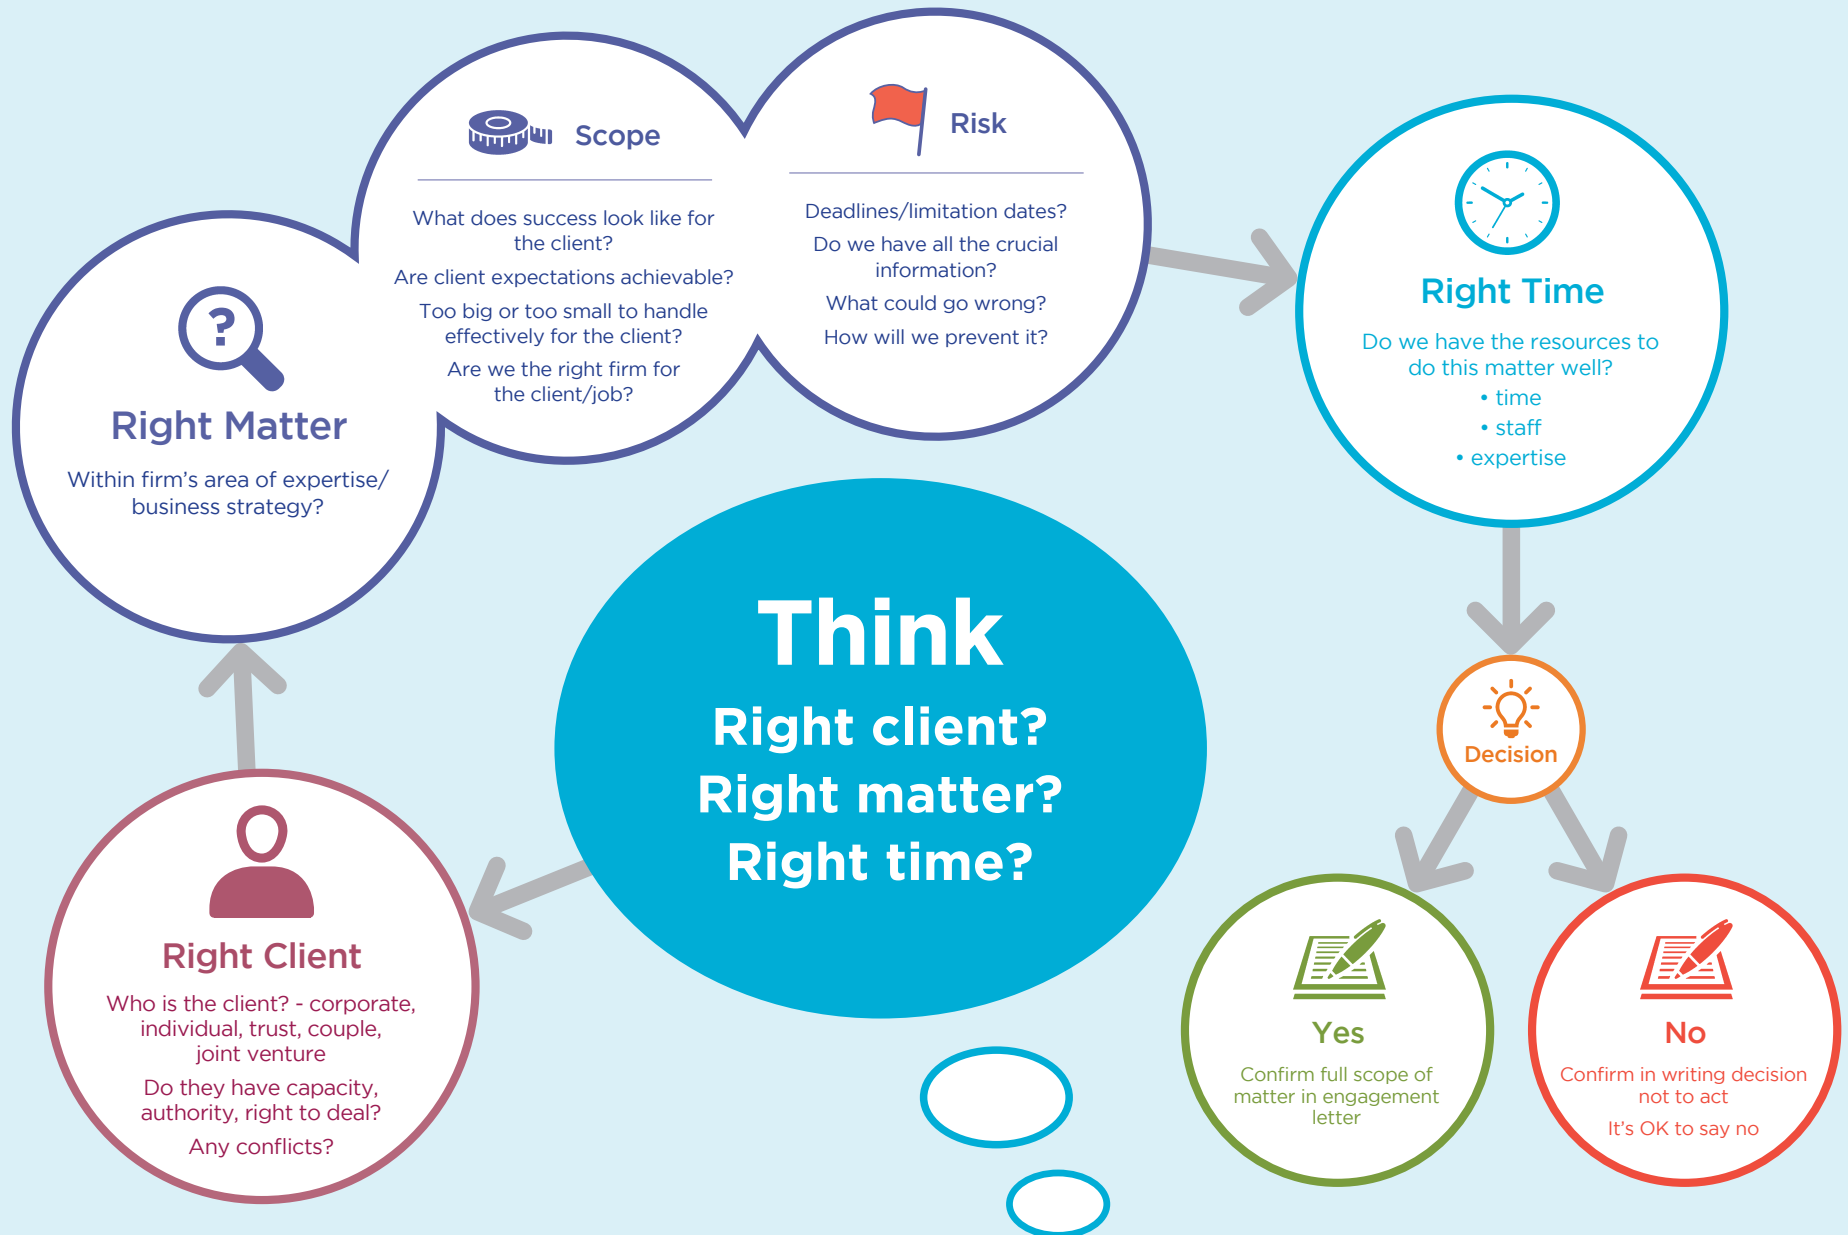 Think
Right client?
Right matter?
Right time?
Right Client
Who is the client? - corporate,
individual, trust, couple,
joint venture
Do they have capacity,
authority, right to deal?
Any conflicts?
?
Right Matter
Within firm’s area of expertise/
business strategy?
Scope
What does success look like for
the client?
Are client expectations achievable?
Too big or too small to handle
effectively for the client?
Are we the right firm for
the client/job?
Risk
Deadlines/limitation dates?
Do we have all the crucial
information?
What could go wrong?
How will we prevent it?
Right Time
Do we have the resources to
do this matter well?
• time
• staff
• expertise
Decision
Yes
Confirm full scope of
matter in engagement
letter
No
Confirm in writing decision
not to act
It’s OK to say no